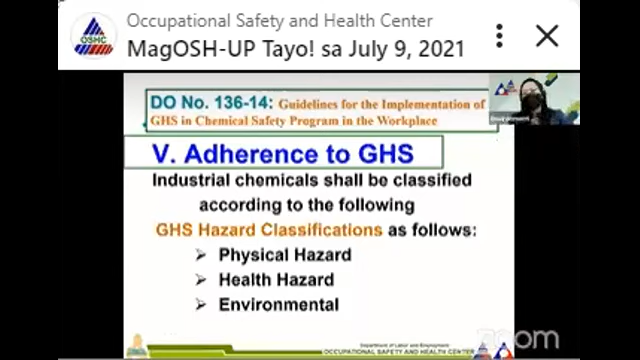 Occupational Safety and Health Center
MagOSH-UP Tayo! sa July 9, 2021
OSHC
DO No. 136-14: Guidelines for the Implementation of
GHS in Chemical Safety Program in the Workplace
V. Adherence to GHS
Industrial chemicals shall be classified
according to the following
GHS Hazard Classifications as follows:
➢ Physical Hazard
➢ Health Hazard
➢ Environmental
Department of Labor and Employment
OCCUPATIONAL SAFETY AND HEALTH CENTER
zoom